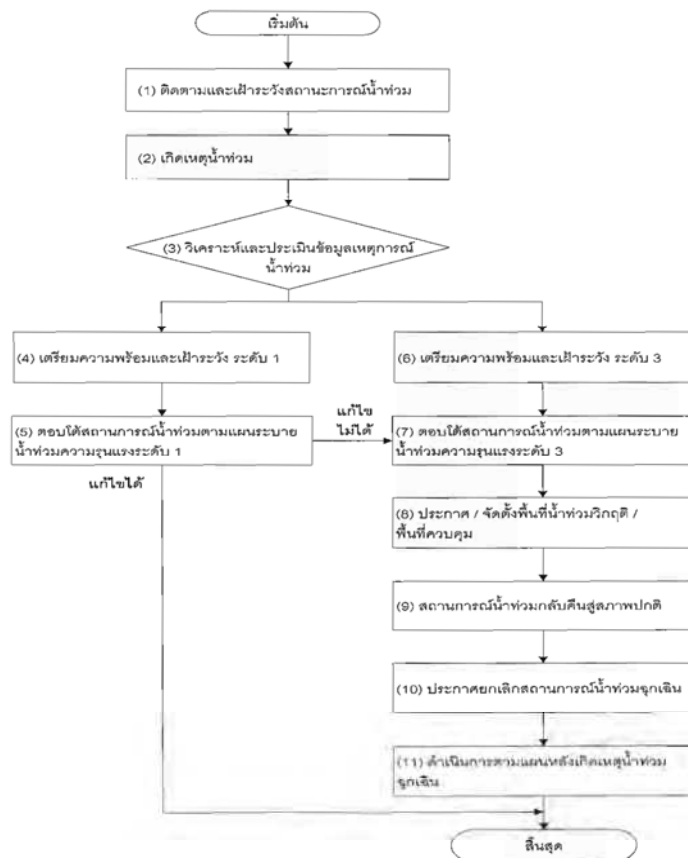 เริ่มต้น
(1) ติดตามและเฝ้าระวังสถานะการณ์น้ำท่วม
(2) เกิดเหตุน้ำท่วม
(3) วิเคราะห์และประเมินข้อมูลเหตุการณ์
น้ำท่วม
(4) เตรียมความพร้อมและเฝ้าระวัง ระดับ 1
(6) เตรียมความพร้อมและเฝ้าระวัง ระดับ 3
(5) ตอบโต้สถานการณ์น้ำท่วมตามแผนระบาย
น้ำท่วมความรุนแรงระดับ 1
แก้ไข
ไม่ได้
(7) ตอบโต้สถานการณ์น้ำท่วมตามแผนระบาย
น้ำท่วมความรุนแรงระดับ 3
แก้ไขได้
(8) ประกาศ / จัดตั้งพื้นที่น้ำท่วมวิกฤติ /
พื้นที่ควบคุม
(9) สถานการณ์น้ำท่วมกลับคืนสู่สภาพปกติ
(10) ประกาศยกเลิกสถานการณ์น้ำท่วมฉุกเฉิน
(11) ดำเนินการตามแผนหลังเกิดเหตุน้ำท่วม
ฉุกเฉิน
สิ้นสุด